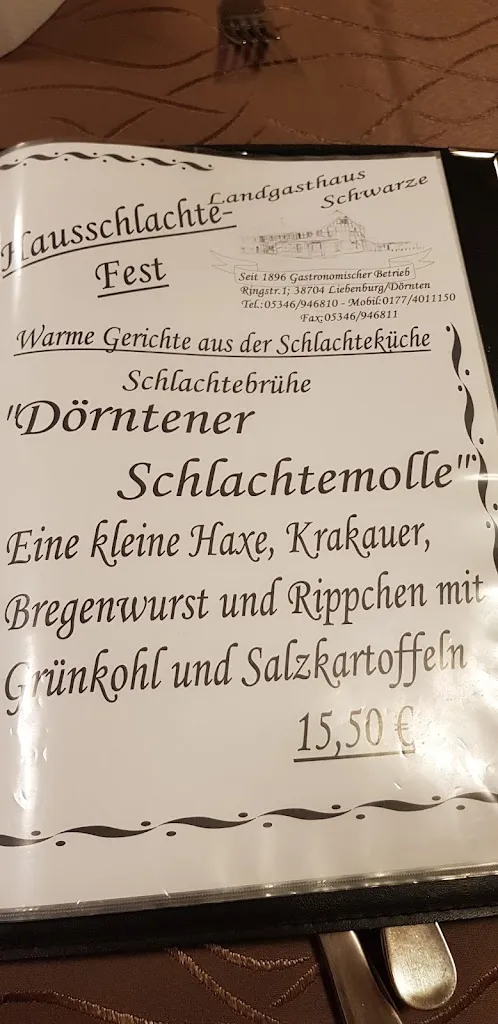 Hausschlachte-
Fest
Landgasthaus
Schwarze
Seit 1896 Gastronomischer Betrieb
Ringstr.1; 38704 Liebenburg/Dörnten
Tel.:05346/946810 - Mobil:0177/4011150
Fax:05346/946811
Warme Gerichte aus der Schlachteküche
Schlachtebrühe
"Dörntener
Schlachtemolle"
Eine kleine Haxe, Krakauer,
Bregenwurst und Rippchen mit
Grünkohl und Salzkartoffeln
15,50 €